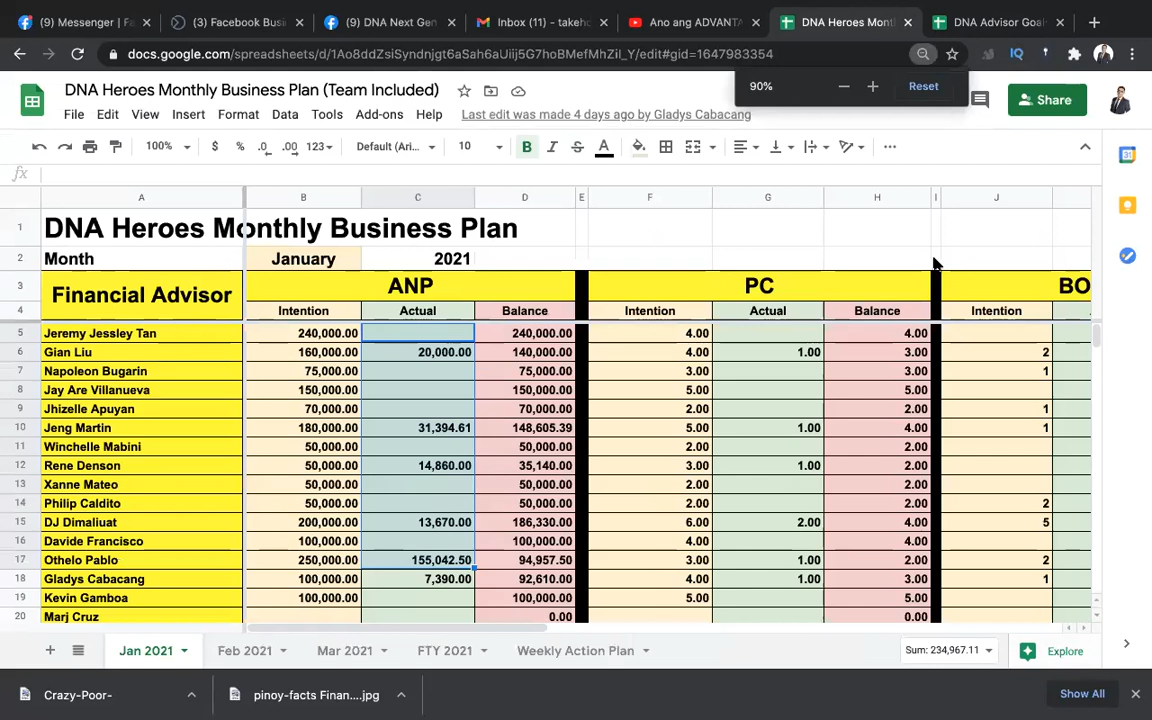 (9) Messenger | Fa
(3) Facebook Busi
(9) DNA Next Gen
Inbox (11) - takeho
Ano ang ADVANTA
DNA Heroes Mont
DNA Advisor Goal
docs.google.com/spreadsheets/d/1Ao8ddZsiSyndnjgt6aSah6aUiij5G7hoBMefMhZiI_Y/edit#gid=1647983354
IQ
90%
Reset
DNA Heroes Monthly Business Plan (Team Included)
File Edit View Insert Format Data Tools Add-ons Help Last edit was made 4 days ago by Gladys Cabacang
Share
100% $ % .0 .00 123 Default (Ari... 10 B I S A
fx
A B C D E F G H I J
1 DNA Heroes Monthly Business Plan
2 Month January 2021
3 Financial Advisor ANP PC BO
4 Intention Actual Balance Intention Actual Balance Intention
5 Jeremy Jessley Tan 240,000.00 240,000.00 4.00 4.00
6 Gian Liu 160,000.00 20,000.00 140,000.00 4.00 1.00 3.00 2
7 Napoleon Bugarin 75,000.00 75,000.00 3.00 3.00 1
8 Jay Are Villanueva 150,000.00 150,000.00 5.00 5.00
9 Jhizelle Apuyan 70,000.00 70,000.00 2.00 2.00 1
10 Jeng Martin 180,000.00 31,394.61 148,605.39 5.00 1.00 4.00 1
11 Winchelle Mabini 50,000.00 50,000.00 2.00 2.00
12 Rene Denson 50,000.00 14,860.00 35,140.00 3.00 1.00 2.00
13 Xanne Mateo 50,000.00 50,000.00 2.00 2.00
14 Philip Caldito 50,000.00 50,000.00 2.00 2.00 2
15 DJ Dimaliuat 200,000.00 13,670.00 186,330.00 6.00 2.00 4.00 5
16 Davide Francisco 100,000.00 100,000.00 4.00 4.00
17 Othelo Pablo 250,000.00 155,042.50 94,957.50 3.00 1.00 2.00 2
18 Gladys Cabacang 100,000.00 7,390.00 92,610.00 4.00 1.00 3.00 1
19 Kevin Gamboa 100,000.00 100,000.00 5.00 5.00
20 Marj Cruz 0.00 0.00
Jan 2021 Feb 2021 Mar 2021 FTY 2021 Weekly Action Plan Sum: 234,967.11 Explore
Crazy-Poor-
pinoy-facts Finan....jpg
Show All